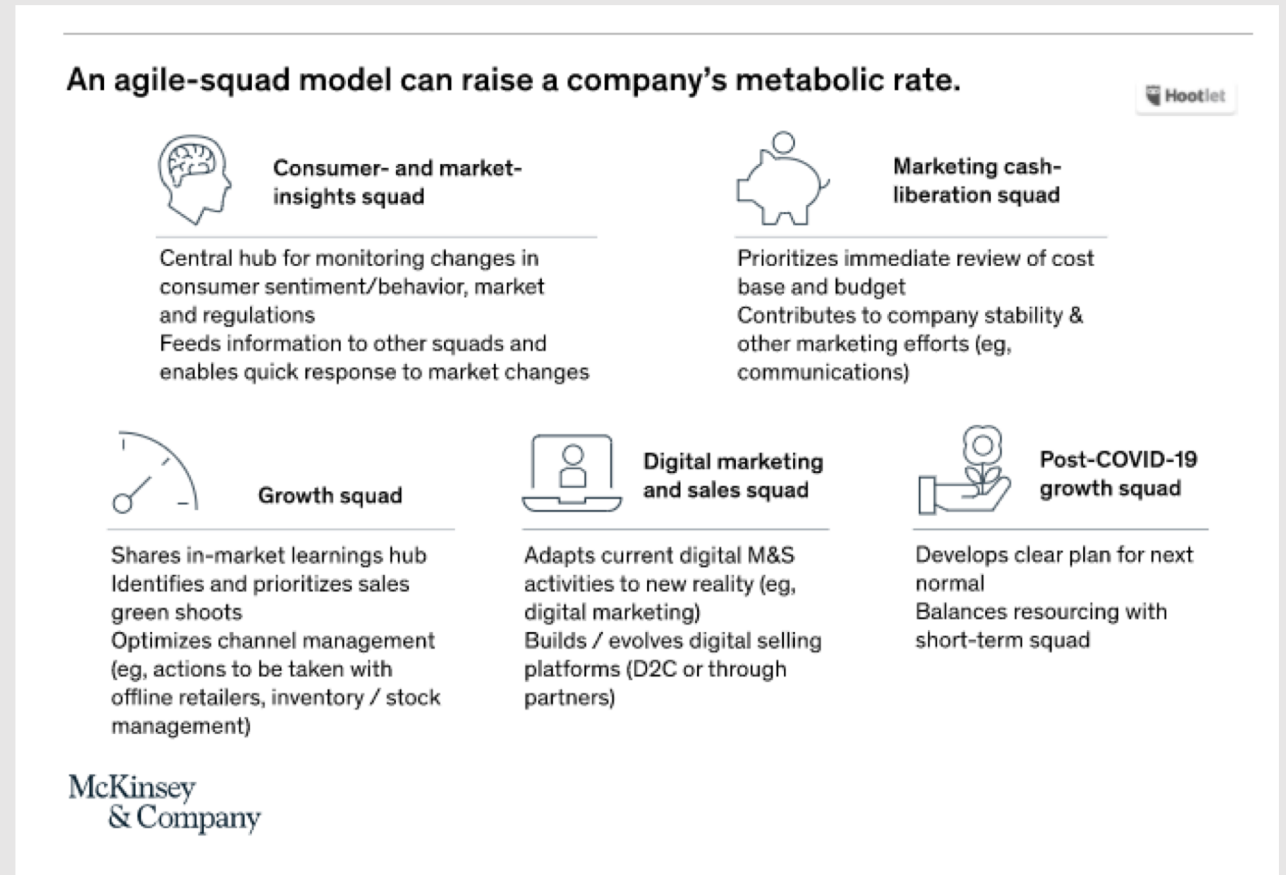 An agile-squad model can raise a company's metabolic rate.
Hootlet
Consumer- and market-
insights squad
Central hub for monitoring changes in
consumer sentiment/behavior, market
and regulations
Feeds information to other squads and
enables quick response to market changes
Marketing cash-
liberation squad
Prioritizes immediate review of cost
base and budget
Contributes to company stability &
other marketing efforts (eg,
communications)
Growth squad
Shares in-market learnings hub
Identifies and prioritizes sales
green shoots
Optimizes channel management
(eg, actions to be taken with
offline retailers, inventory / stock
management)
Digital marketing
and sales squad
Adapts current digital M&S
activities to new reality (eg,
digital marketing)
Builds / evolves digital selling
platforms (D2C or through
partners)
Post-COVID-19
growth squad
Develops clear plan for next
normal
Balances resourcing with
short-term squad
McKinsey
& Company